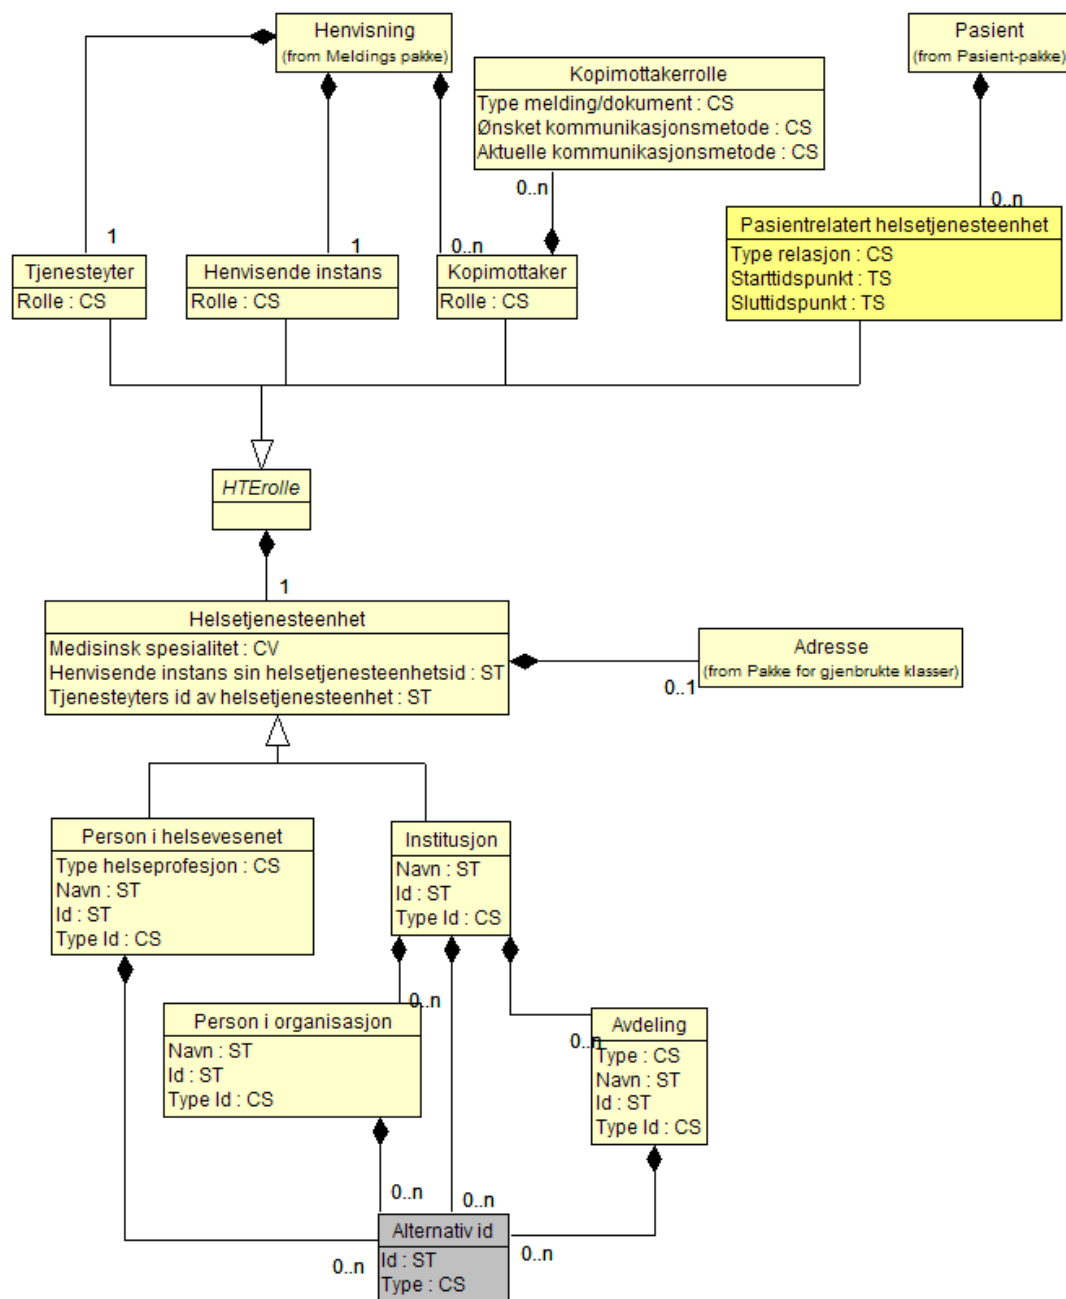 Henvisning
(from Meldings pakke)
Pasient
(from Pasient-pakke)
Kopimottakerrolle
Type melding/dokument : CS
Ønsket kommunikasjonsmetode : CS
Aktuelle kommunikasjonsmetode : CS
0..n
0..n
1
1
0..n
Pasientrelatert helsetjenesteenhet
Type relasjon : CS
Starttidspunkt : TS
Sluttidspunkt : TS
Tjenesteyter
Rolle : CS
Henvisende instans
Rolle : CS
Kopimottaker
Rolle : CS
HTErolle
1
Helsetjenesteenhet
Medisinsk spesialitet : CV
Henvisende instans sin helsetjenesteenhetsid : ST
Tjenesteyters id av helsetjenesteenhet : ST
Adresse
(from Pakke for gjenbrukte klasser)
0..1
Person i helsevesenet
Type helseprofesjon : CS
Navn : ST
Id : ST
Type Id : CS
Institusjon
Navn : ST
Id : ST
Type Id : CS
0..n
Person i organisasjon
Navn : ST
Id : ST
Type Id : CS
0..n
Avdeling
Type : CS
Navn : ST
Id : ST
Type Id : CS
0..n
0..n
0..n
0..n
Alternativ id
Id : ST
Type : CS